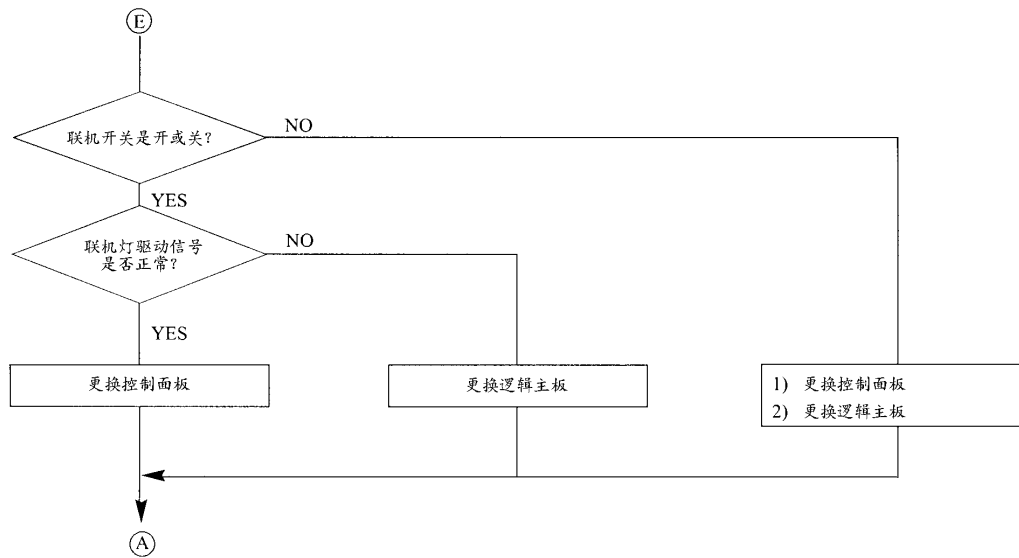 E
联机开关是开或关?
NO
YES
联机灯驱动信号
是否正常?
NO
YES
更换控制面板
更换逻辑主板
1) 更换控制面板
2) 更换逻辑主板
A